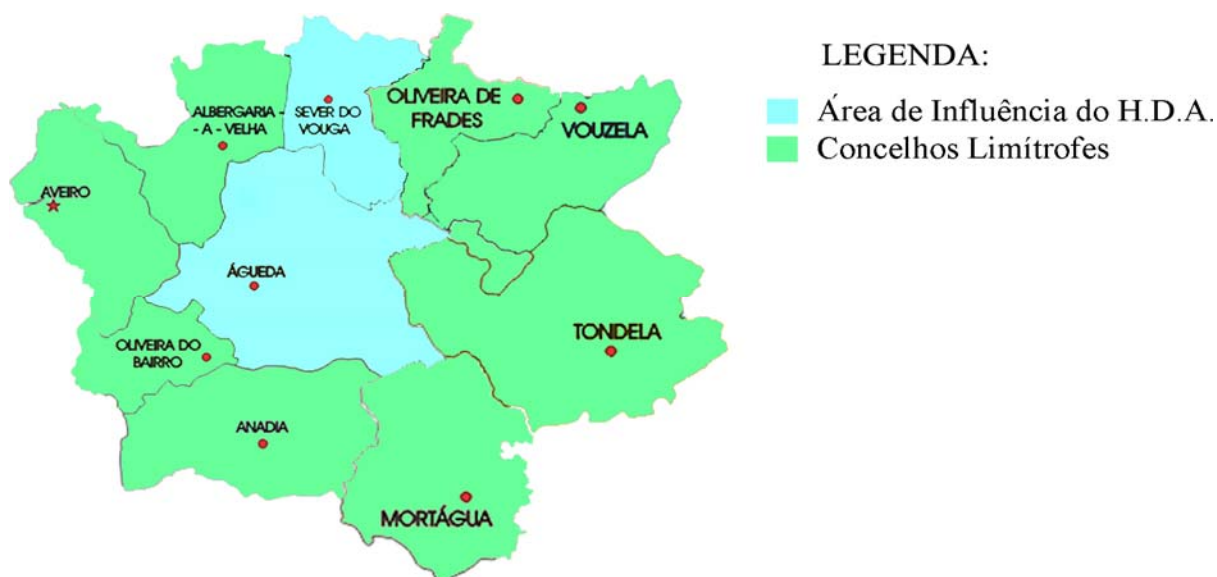 LEGENDA:
Área de Influência do H.D.A.
Concelhos Limítrofes
ALBERGARIA -
- A - VELHA
SEVER DO
VOUGA
OLIVEIRA DE
FRADES
VOUZELA
AVEIRO
ÁGUEDA
OLIVEIRA DO
BAIRRO
TONDELA
ANADIA
MORTÁGUA